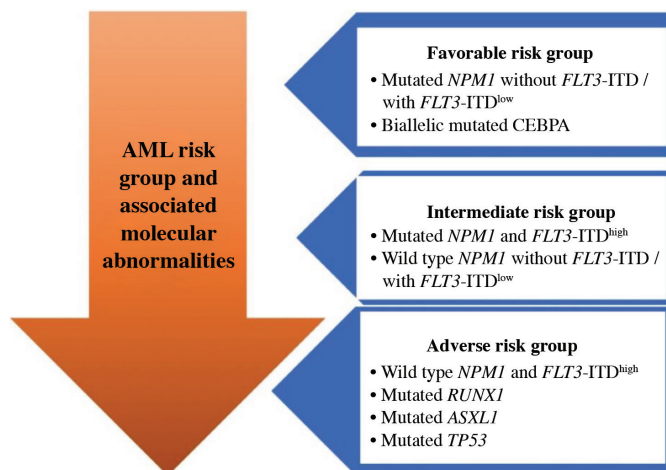 AML risk
group and
associated
molecular
abnormalities
Favorable risk group
• Mutated NPM1 without FLT3-ITD /
with FLT3-ITDlow
• Biallelic mutated CEBPA
Intermediate risk group
• Mutated NPM1 and FLT3-ITDhigh
• Wild type NPM1 without FLT3-ITD /
with FLT3-ITDlow
Adverse risk group
• Wild type NPM1 and FLT3-ITDhigh
• Mutated RUNX1
• Mutated ASXL1
• Mutated TP53